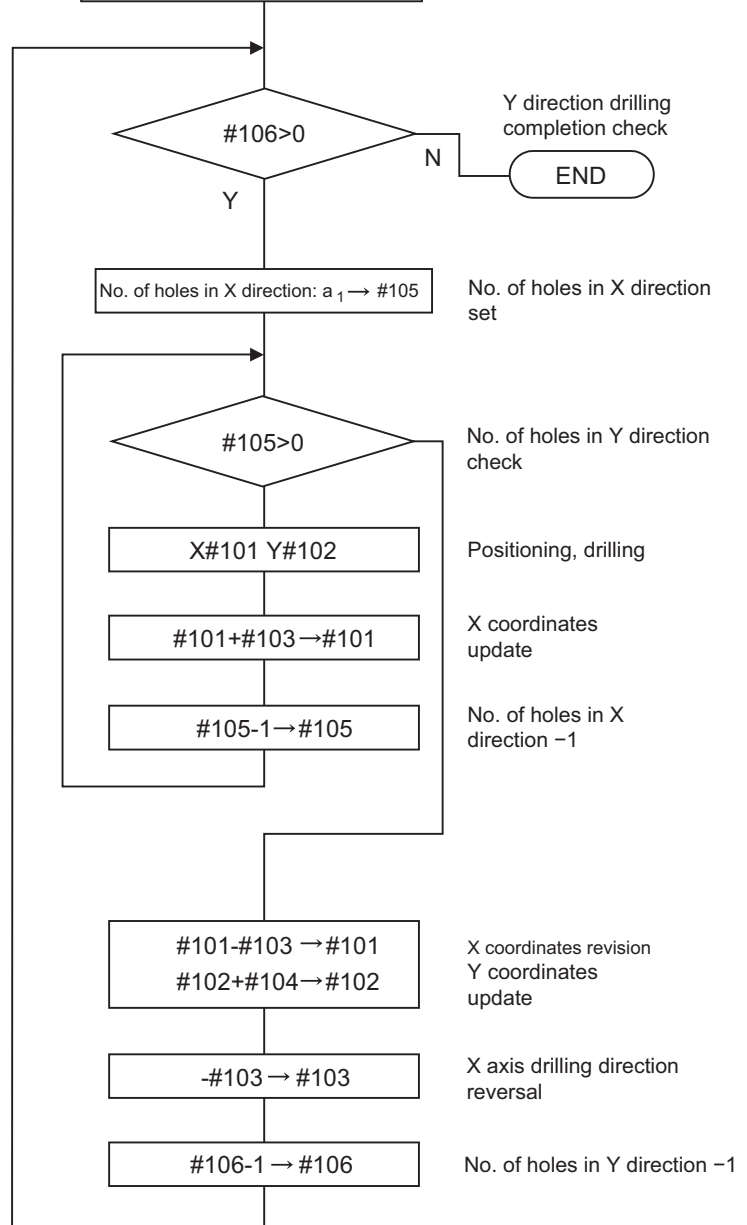 #106>0
Y direction drilling
completion check
N
END
Y
No. of holes in X direction: a 1 → #105
No. of holes in X direction
set
#105>0
No. of holes in Y direction
check
X#101 Y#102
Positioning, drilling
#101+#103→#101
X coordinates
update
#105-1→#105
No. of holes in X
direction −1
#101-#103 →#101
#102+#104→#102
X coordinates revision
Y coordinates
update
-#103→ #103
X axis drilling direction
reversal
#106-1 → #106
No. of holes in Y direction −1